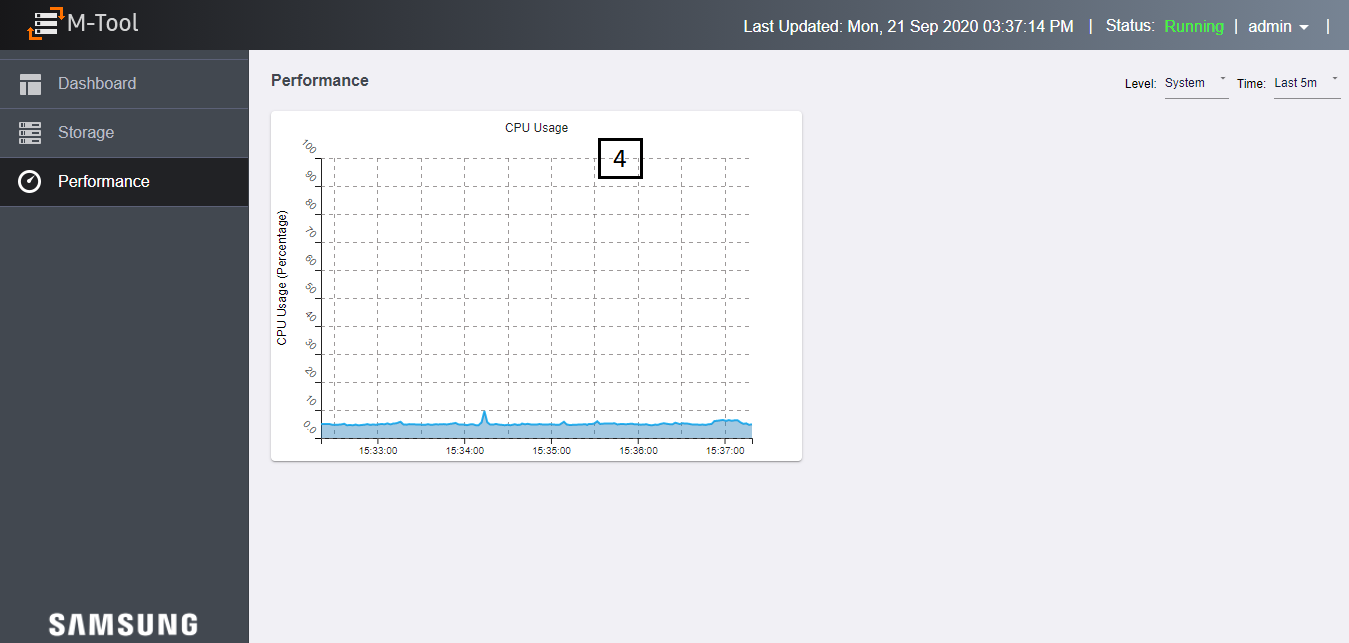 M-Tool
Last Updated: Mon, 21 Sep 2020 03:37:14 PM | Status: Running | admin |
Dashboard
Storage
Performance
SAMSUNG
Performance
Level: System Time: Last 5m
CPU Usage
4
CPU Usage (Percentage)
100
90
80
70
60
50
40
30
20
10
0.0
15:33:00 15:34:00 15:35:00 15:36:00 15:37:00